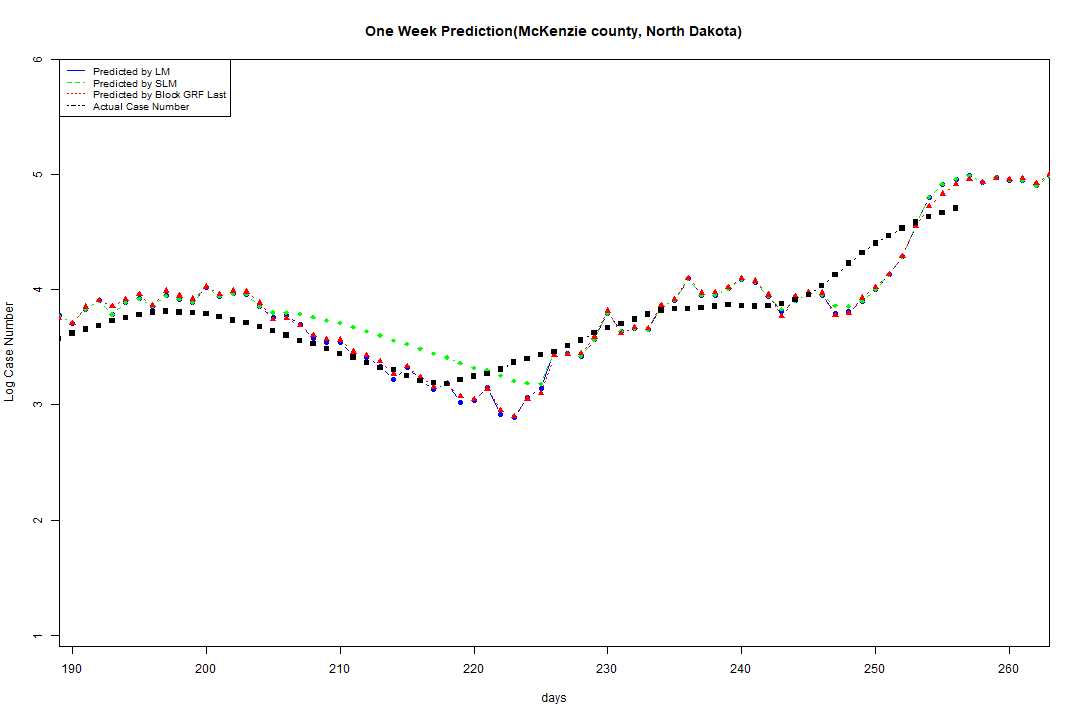 One Week Prediction(McKenzie county, North Dakota)
Predicted by LM
Predicted by SLM
Predicted by Block GRF Last
Actual Case Number
6
5
4
3
2
1
Log Case Number
190 200 210 220 230 240 250 260
days